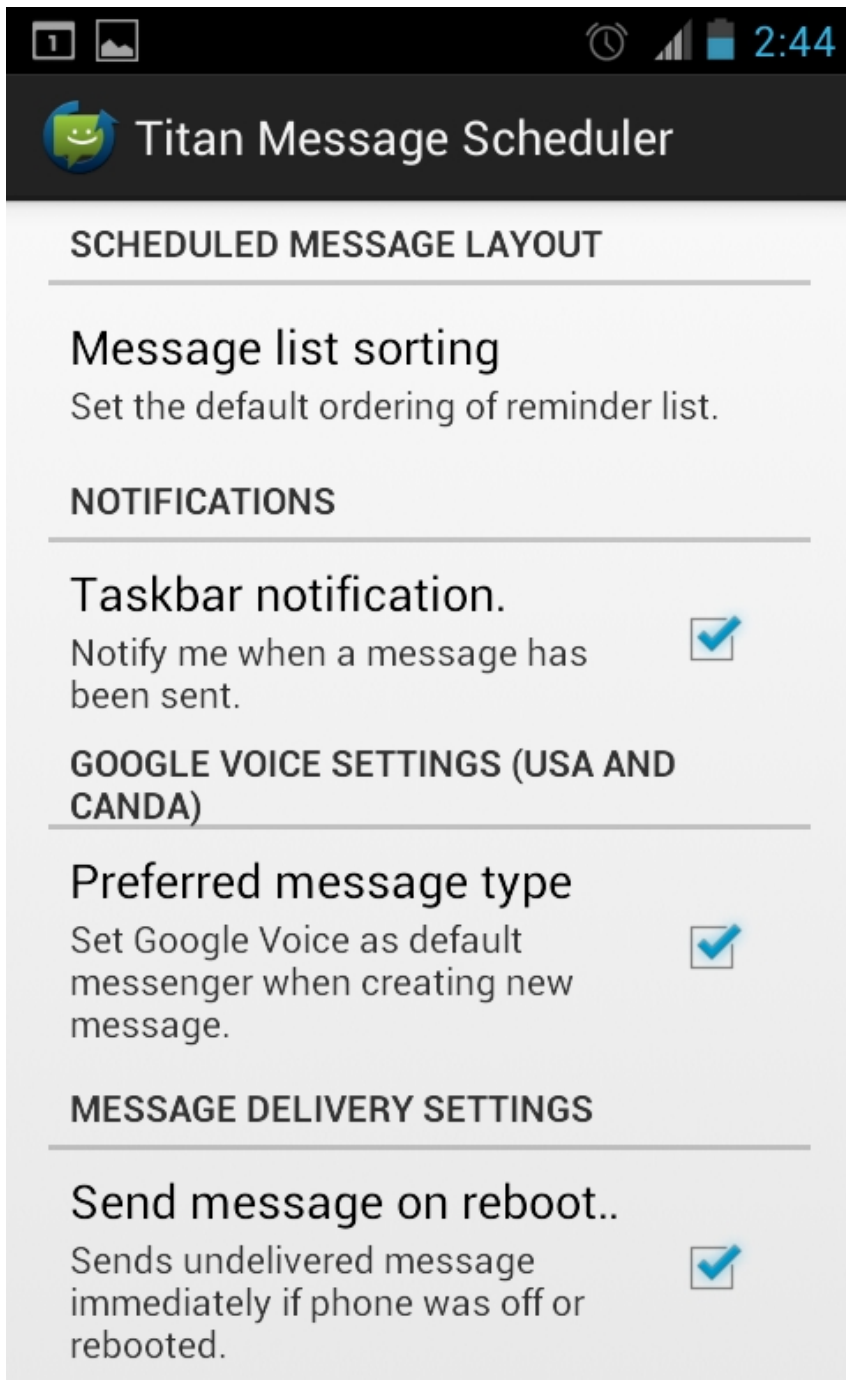 1
2:44
Titan Message Scheduler
SCHEDULED MESSAGE LAYOUT
Message list sorting
Set the default ordering of reminder list.
NOTIFICATIONS
Taskbar notification.
Notify me when a message has
been sent.
GOOGLE VOICE SETTINGS (USA AND
CANDA)
Preferred message type
Set Google Voice as default
messenger when creating new
message.
MESSAGE DELIVERY SETTINGS
Send message on reboot..
Sends undelivered message
immediately if phone was off or
rebooted.